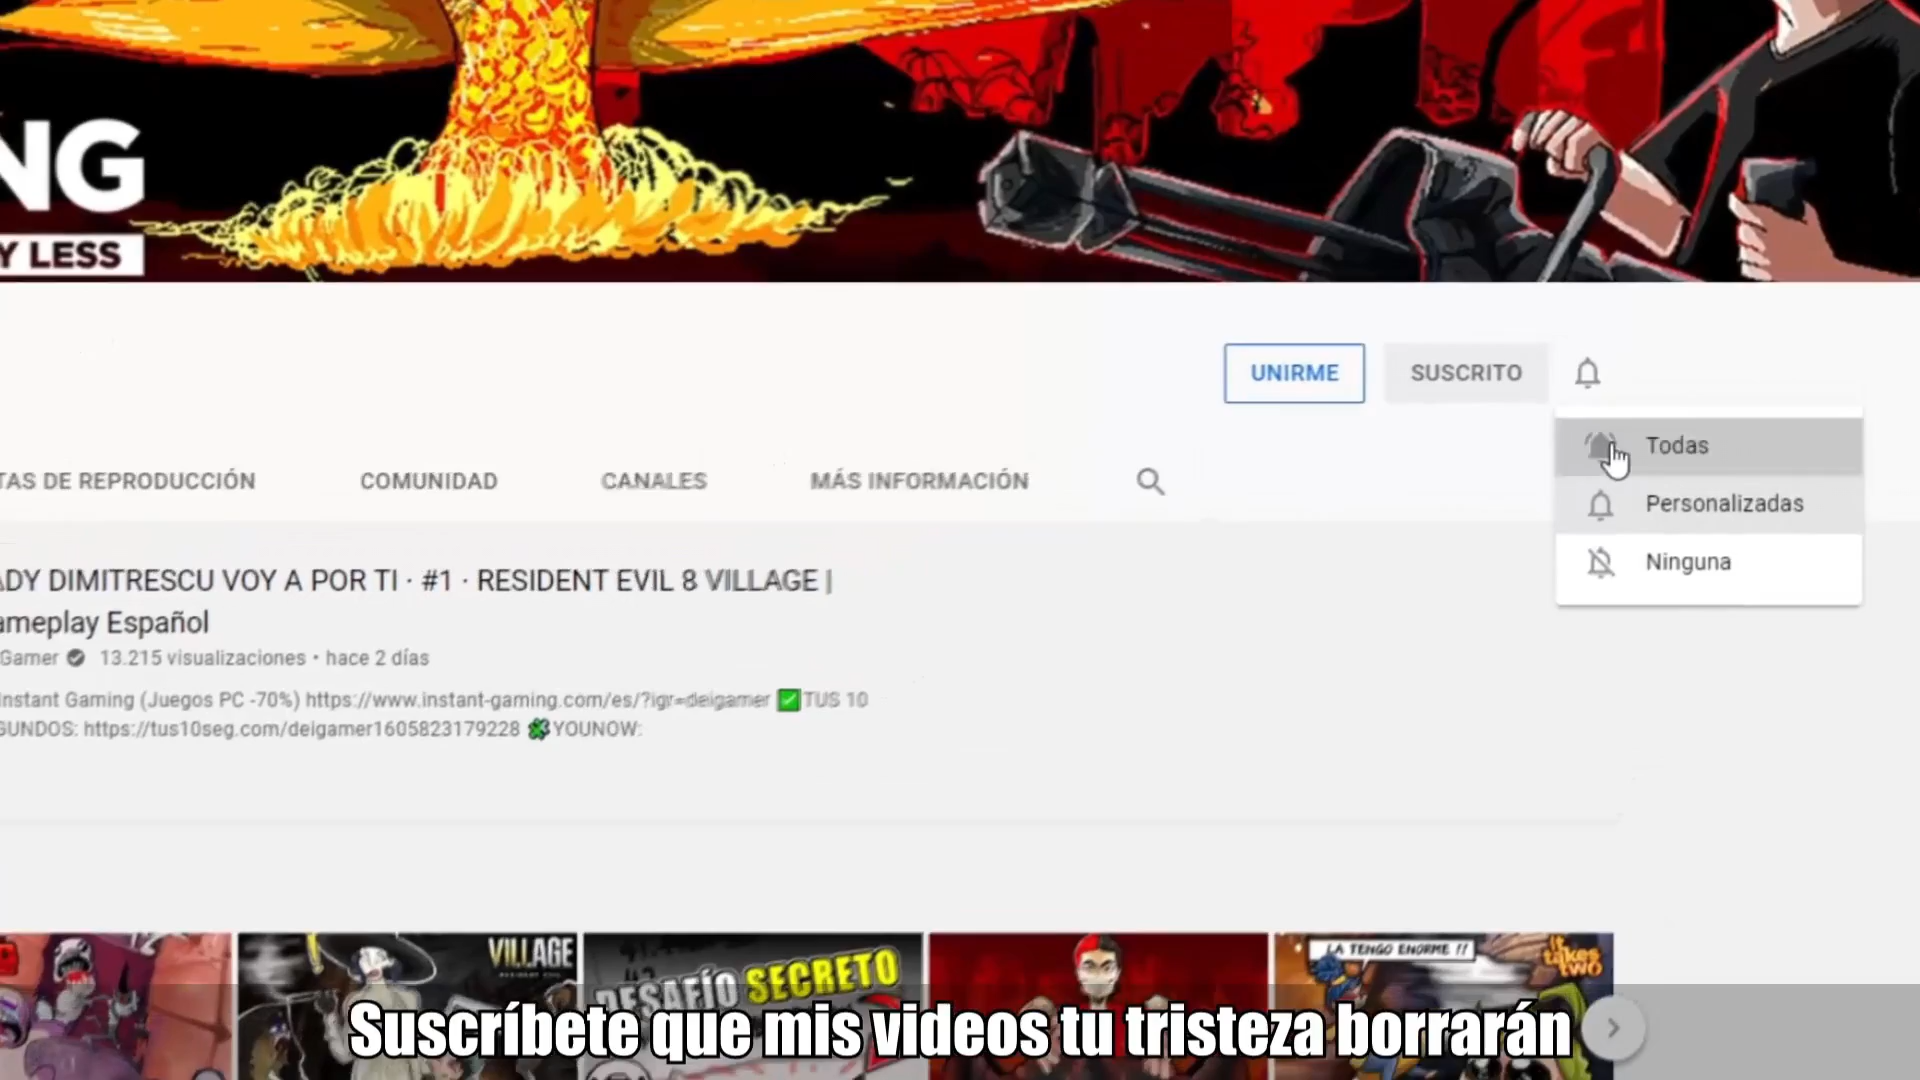 NG
Y LESS
UNIRME
SUSCRITO
Todas
Personalizadas
Ninguna
TAS DE REPRODUCCIÓN
COMUNIDAD
CANALES
MÁS INFORMACIÓN
ADY DIMITRESCU VOY A POR TI · #1 · RESIDENT EVIL 8 VILLAGE |
ameplay Español
Gamer 13.215 visualizaciones • hace 2 días
Instant Gaming (Juegos PC -70%) https://www.instant-gaming.com/es/?igr=deigamer ✅TUS 10
GUNDOS: https://tus10seg.com/deigamer1605823179228 YOUNOW:
VILLAGE
DESAFÍO SECRETO
LA TENGO ENORME !!
it takes two
Suscríbete que mis videos tu tristeza borrarán